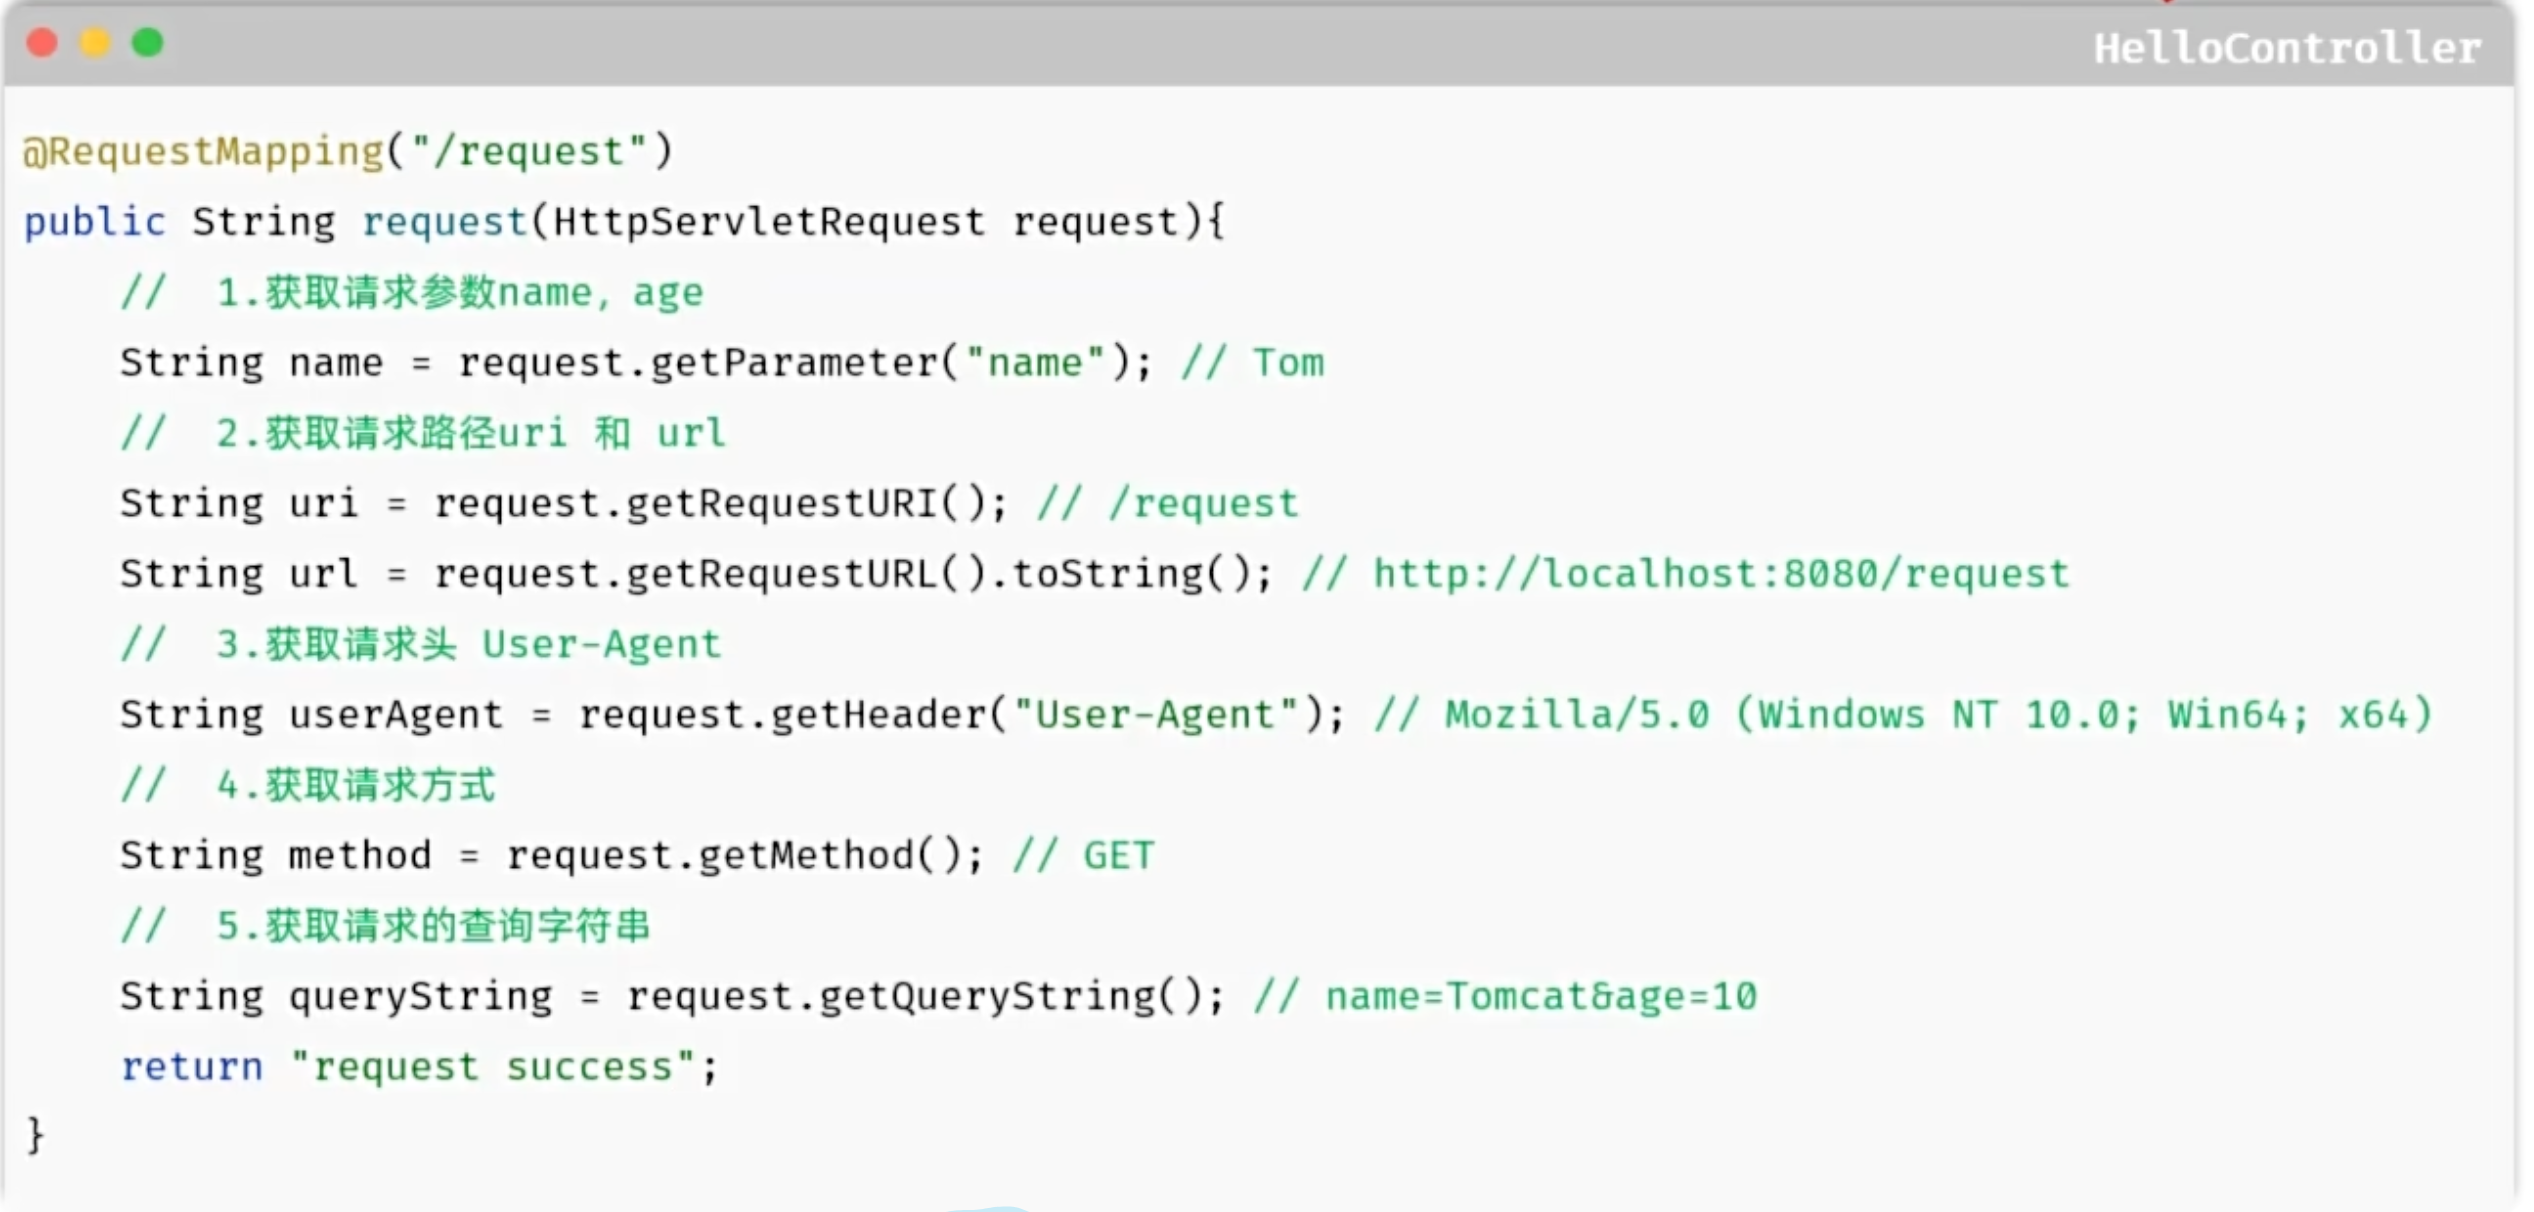 HelloController
@RequestMapping("/request")
public String request(HttpServletRequest request){
//  1.获取请求参数name, age
String name = request.getParameter("name"); // Tom
//  2.获取请求路径uri 和 url
String uri = request.getRequestURI(); // /request
String url = request.getRequestURL().toString(); // http://localhost:8080/request
//  3.获取请求头 User-Agent
String userAgent = request.getHeader("User-Agent"); // Mozilla/5.0 (Windows NT 10.0; Win64; x64)
//  4.获取请求方式
String method = request.getMethod(); // GET
//  5.获取请求的查询字符串
String queryString = request.getQueryString(); // name=Tomcat&age=10
return "request success";
}